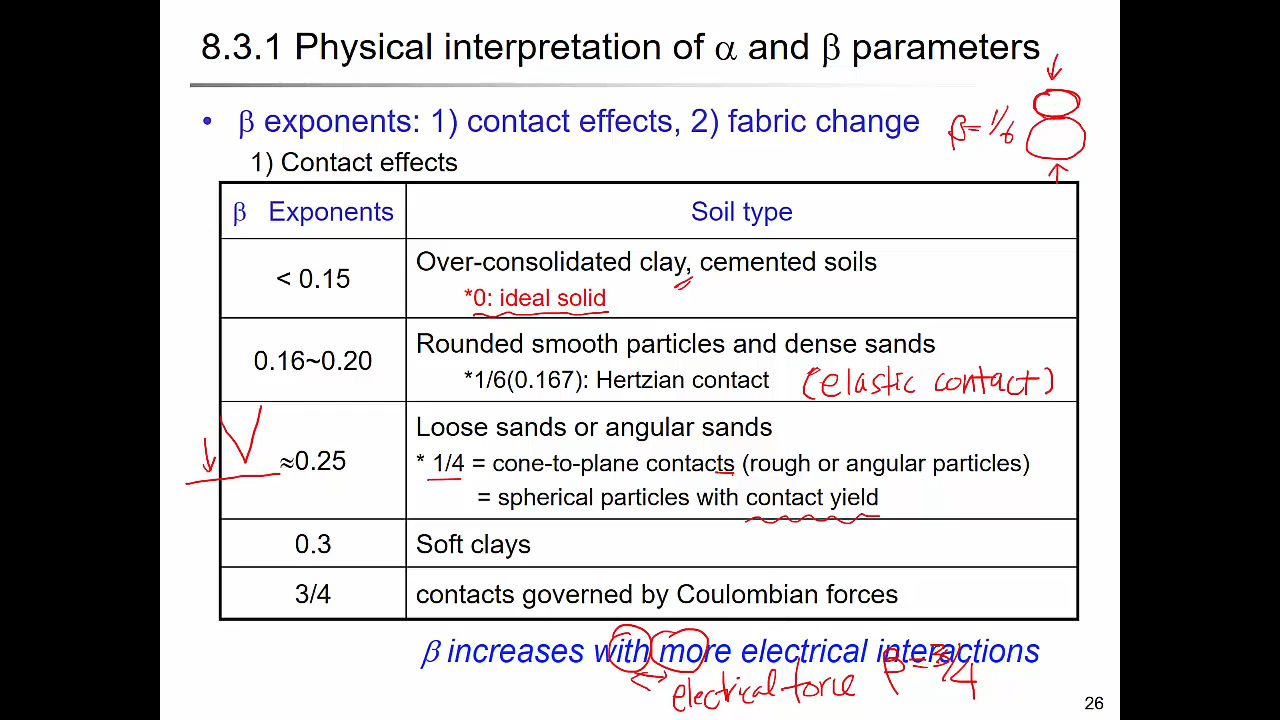 8.3.1 Physical interpretation of α and β parameters
• β exponents: 1) contact effects, 2) fabric change
β=1/6
1) Contact effects
β Exponents Soil type
< 0.15 Over-consolidated clay, cemented soils
*0: ideal solid
0.16~0.20 Rounded smooth particles and dense sands
*1/6(0.167): Hertzian contact (elastic contact)
≈0.25 Loose sands or angular sands
* 1/4 = cone-to-plane contacts (rough or angular particles)
= spherical particles with contact yield
0.3 Soft clays
3/4 contacts governed by Coulombian forces
β increases with more electrical interactions
electrical force β=3/4
26